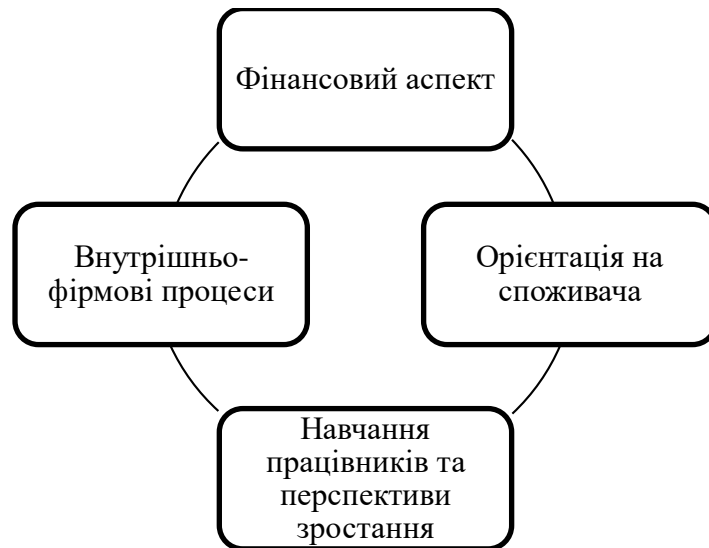 Фінансовий аспект
Внутрішньо-
фірмові процеси
Орієнтація на
споживача
Навчання
працівників та
перспективи
зростання